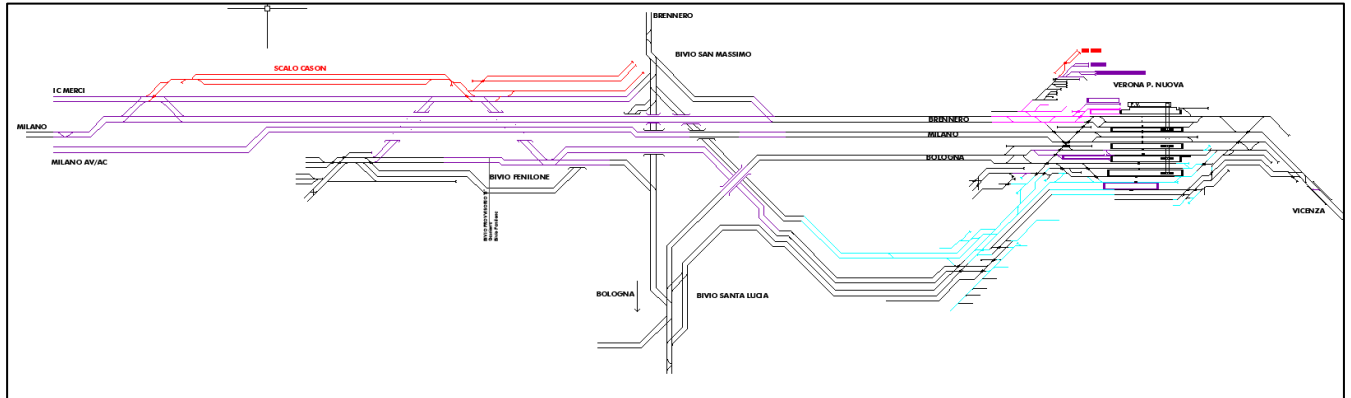 BRENNERO
BIVIO SAN MASSIMO
SCALO CASON
VERONA P. NUOVA
IC MERCI
BRENNERO
MILANO
MILANO
BOLOGNA
MILANO AV/AC
BIVIO FENILONE
VICENZA
BOLOGNA
BIVIO SANTA LUCIA